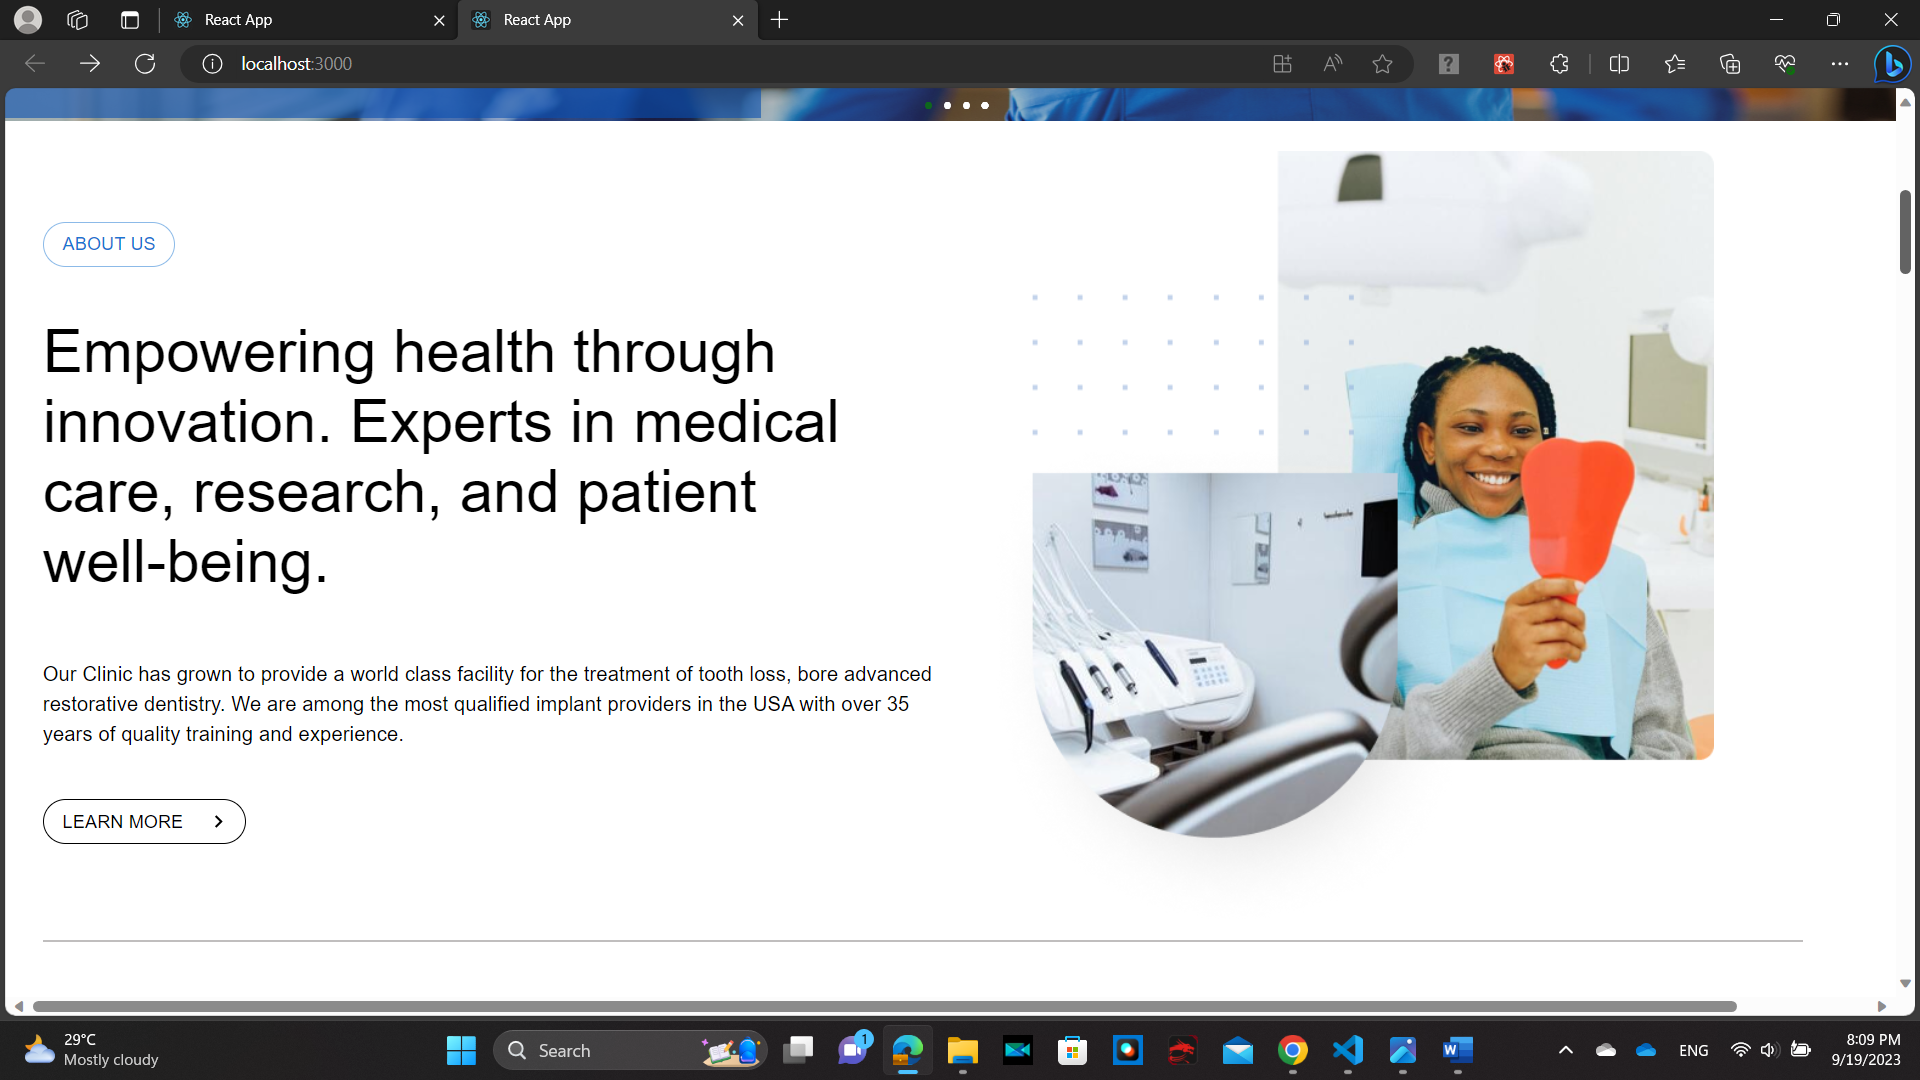 React App
React App
localhost:3000
ABOUT US
Empowering health through
innovation. Experts in medical
care, research, and patient
well-being.
Our Clinic has grown to provide a world class facility for the treatment of tooth loss, bore advanced
restorative dentistry. We are among the most qualified implant providers in the USA with over 35
years of quality training and experience.
LEARN MORE
29°C
Mostly cloudy
Search
1
ENG
8:09 PM
9/19/2023